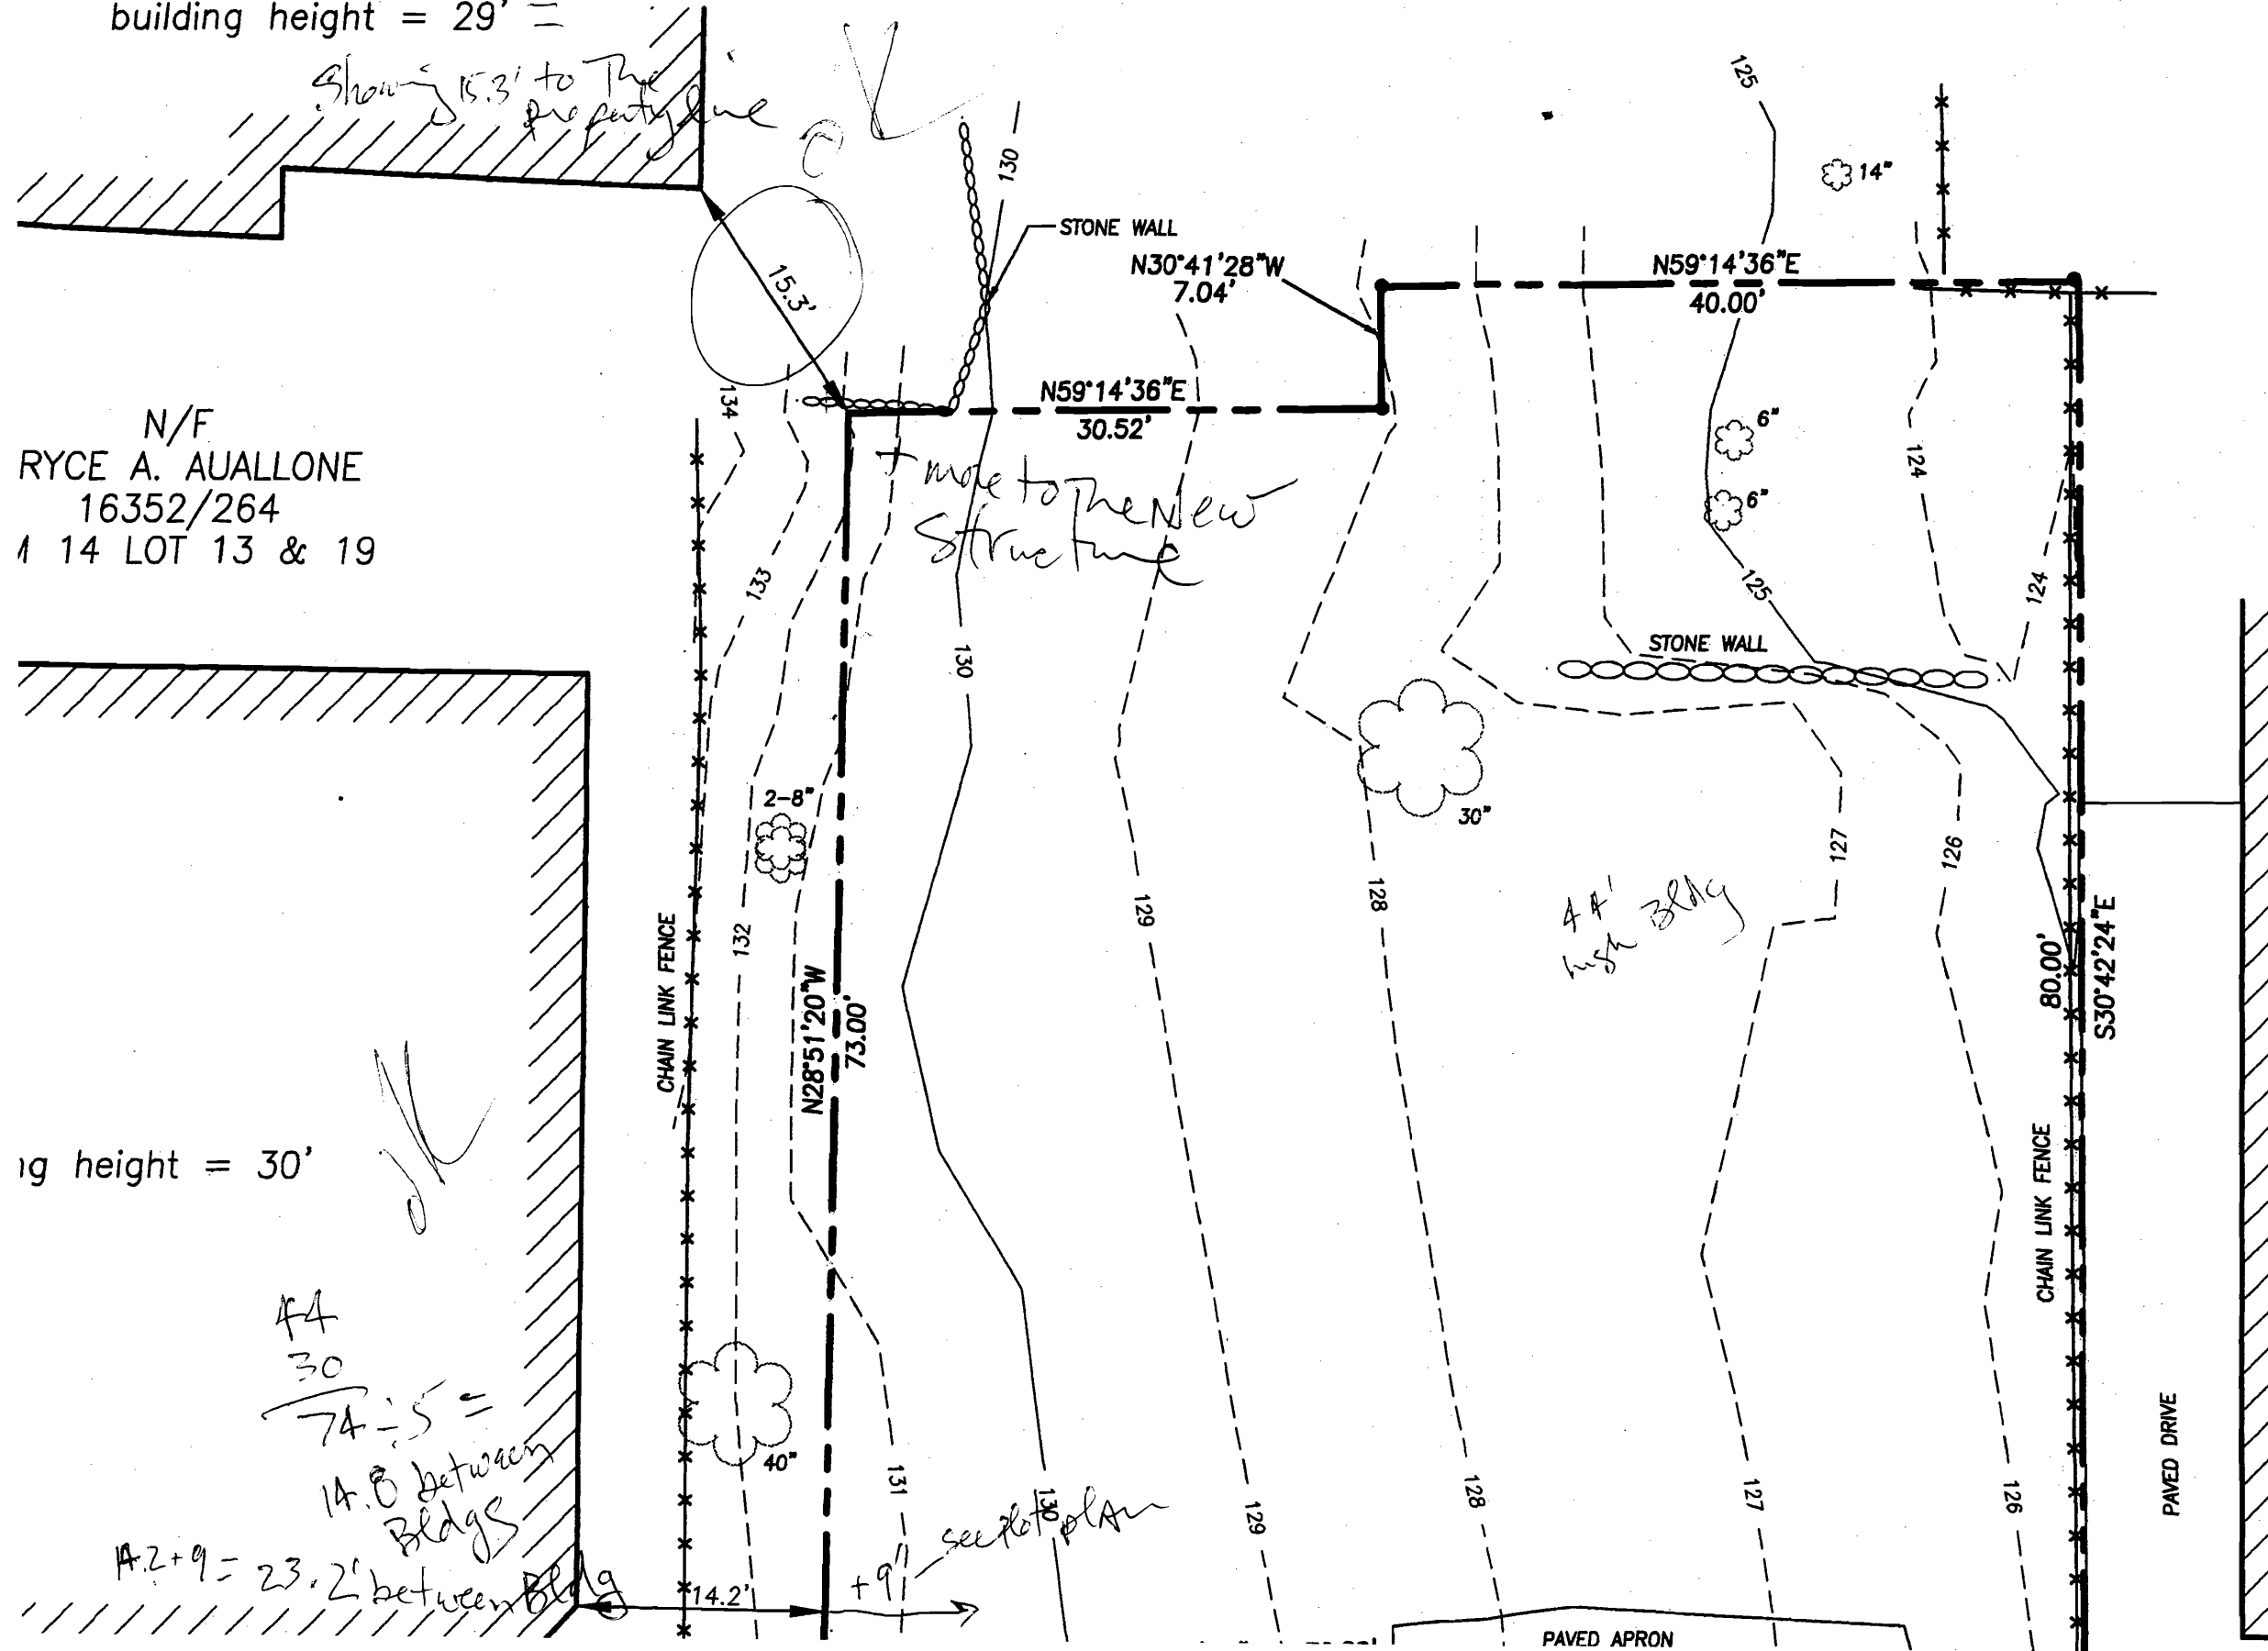 building height = 29' =
Showing 15.3' to The
property line
OK
130
125
14"
STONE WALL
N30°41'28"W
7.04'
N59°14'36"E
40.00'
15.3'
134
N59°14'36"E
30.52'
6"
6"
124
N/F
RYCE A. AUALLONE
16352/264
14 LOT 13 & 19
+ more to The New
Structure
133
125
124
130
STONE WALL
2-8"
30"
127
126
129
128
44'
high Bldg
132
CHAIN LINK FENCE
N28°51'20"W
73.00'
80.00'
S30°42'24"E
OK
g height = 30'
CHAIN LINK FENCE
44
30
74 ÷ 5 =
14.8 between
Bldgs
40"
131
130
129
128
127
126
PAVED DRIVE
see plot plan
14.2+9 = 23.2' between Bldg
14.2'
+9'
PAVED APRON